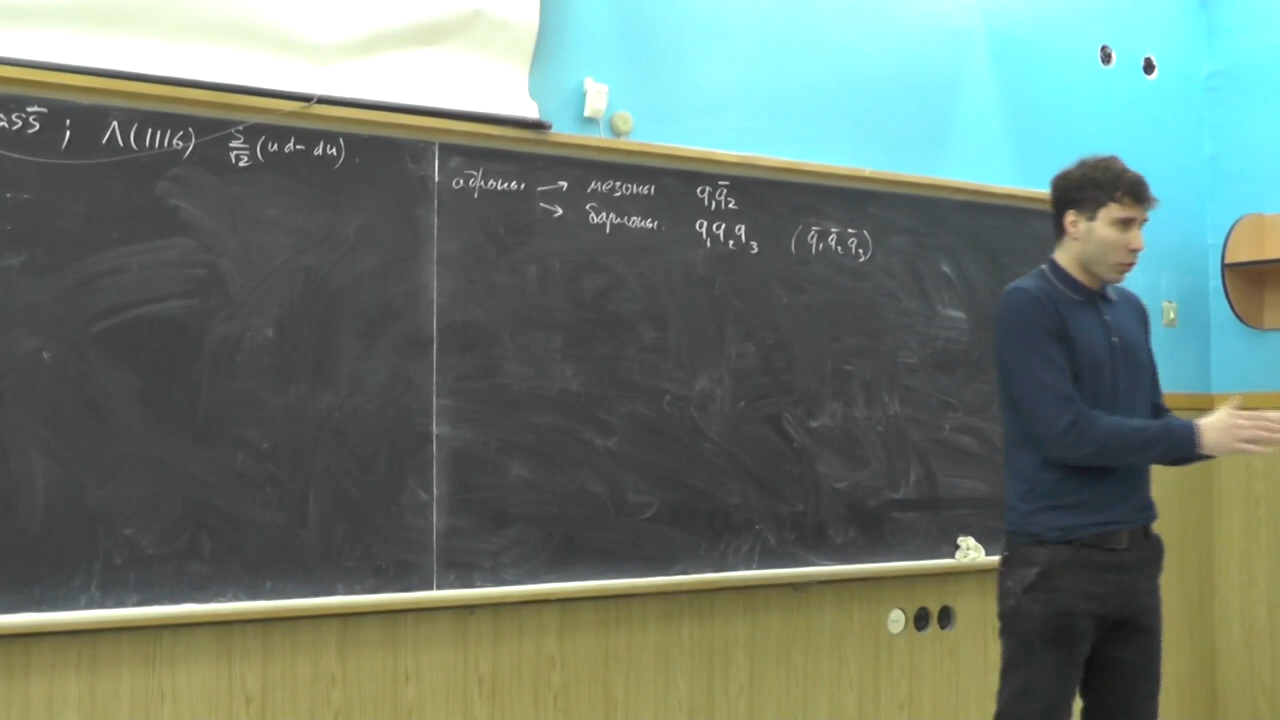 ss̄ ; Λ(1116) s/√2 (ud-du).
адроны → мезоны q₁q̄₂
→ барионы. q₁q₂q₃ (q̄₁q̄₂q̄₃)